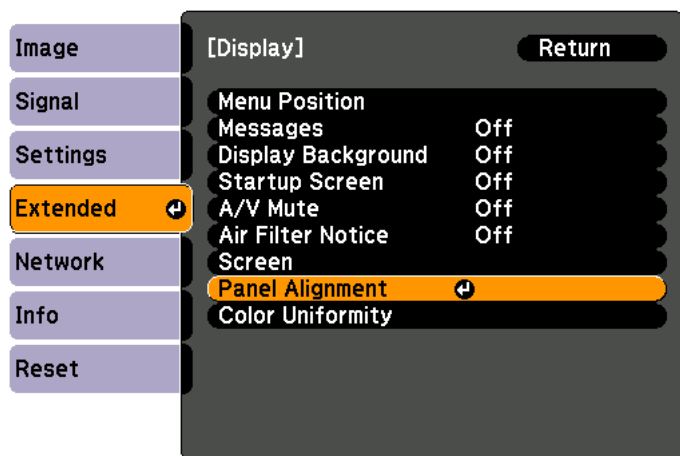 Image
Signal
Settings
Extended
Network
Info
Reset
[Display]
Return
Menu Position
Messages Off
Display Background Off
Startup Screen Off
A/V Mute Off
Air Filter Notice Off
Screen
Panel Alignment
Color Uniformity